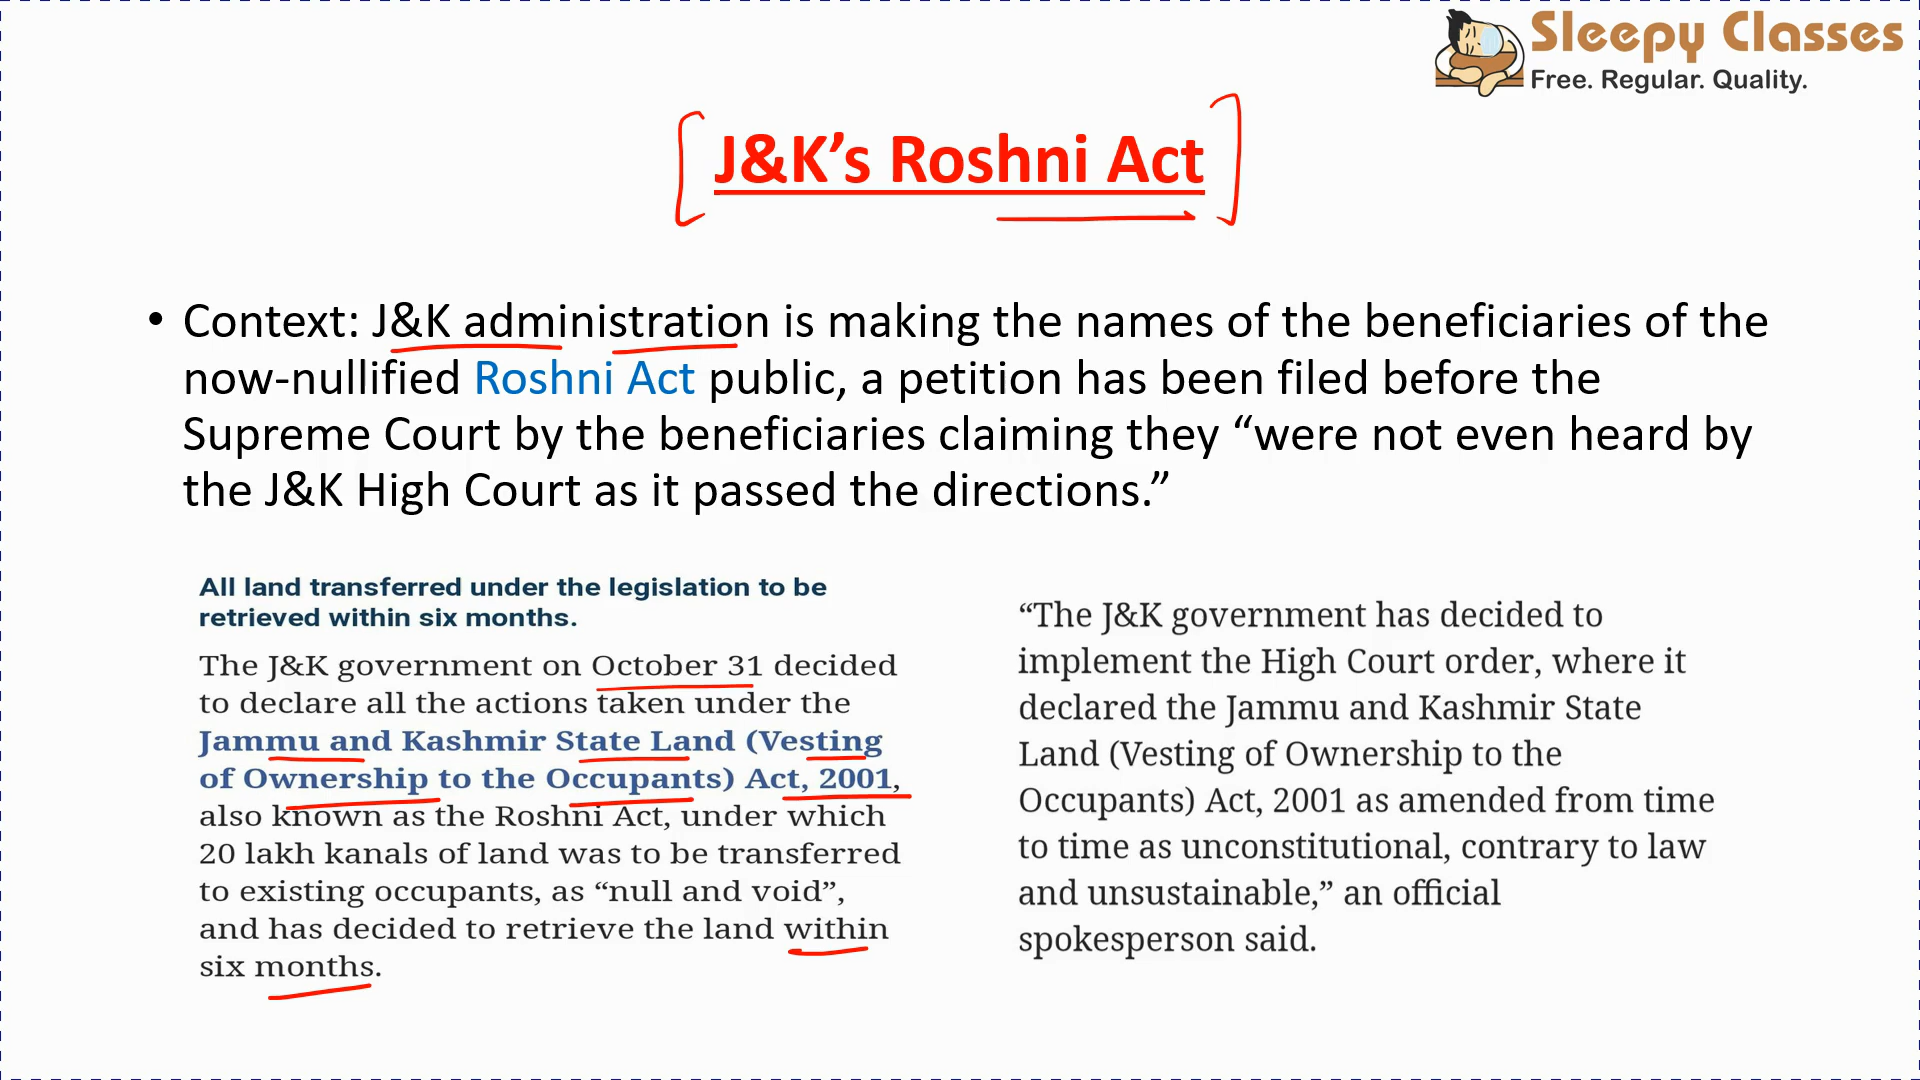 Sleepy Classes
Free. Regular. Quality.
J&K’s Roshni Act
• Context: J&K administration is making the names of the beneficiaries of the
now-nullified Roshni Act public, a petition has been filed before the
Supreme Court by the beneficiaries claiming they “were not even heard by
the J&K High Court as it passed the directions.”
All land transferred under the legislation to be
retrieved within six months.
The J&K government on October 31 decided
to declare all the actions taken under the
Jammu and Kashmir State Land (Vesting
of Ownership to the Occupants) Act, 2001,
also known as the Roshni Act, under which
20 lakh kanals of land was to be transferred
to existing occupants, as “null and void”,
and has decided to retrieve the land within
six months.
“The J&K government has decided to
implement the High Court order, where it
declared the Jammu and Kashmir State
Land (Vesting of Ownership to the
Occupants) Act, 2001 as amended from time
to time as unconstitutional, contrary to law
and unsustainable,” an official
spokesperson said.